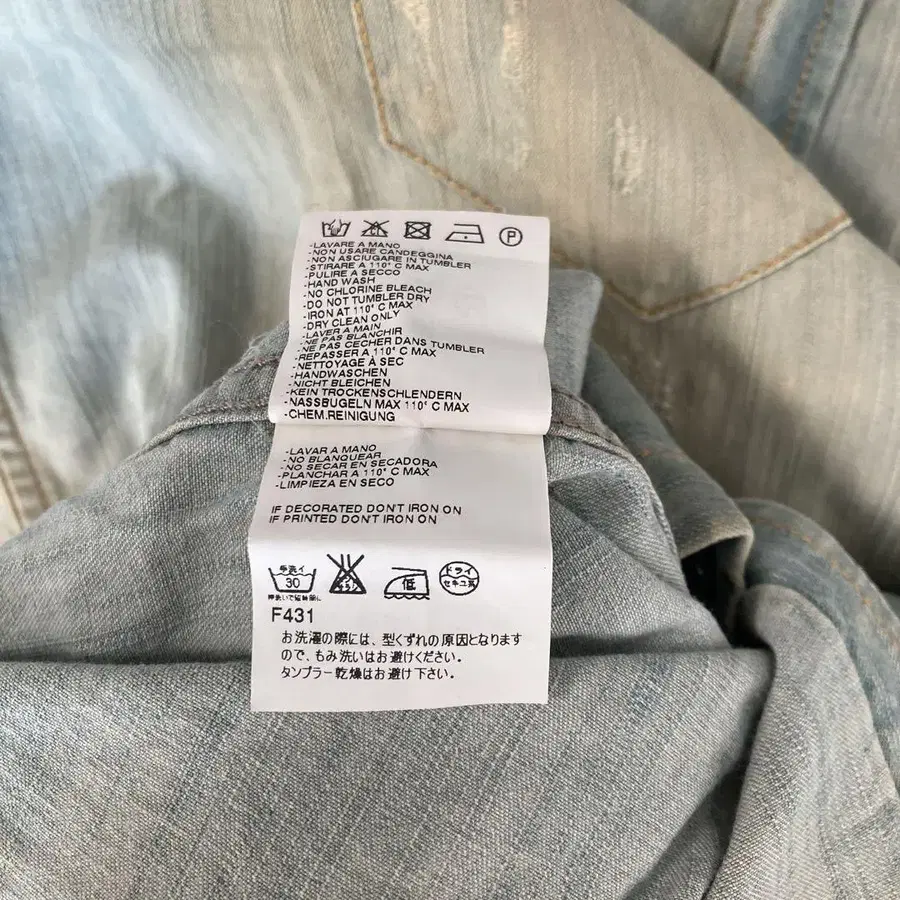 P
-LAVARE A MANO
-NON USARE CANDEGGINA
-NON ASCIUGARE IN TUMBLER
-STIRARE A 110° C MAX
-PULIRE A SECCO
-HAND WASH
-NO CHLORINE BLEACH
-DO NOT TUMBLER DRY
-IRON AT 110° C MAX
-DRY CLEAN ONLY
-LAVER A MAIN
-NE PAS BLANCHIR
-NE PAS CECHER DANS TUMBLER
-REPASSER A 110° C MAX
-NETTOYAGE À SEC
-HANDWASCHEN
-NICHT BLEICHEN
-KEIN TROCKENSCHLENDERN
-NASSBUGELN MAX 110° C MAX
-CHEM.REINIGUNG
-LAVAR A MANO
-NO BLANQUEAR
-NO SECAR EN SECADORA
-PLANCHAR A 110° C MAX
-LIMPIEZA EN SECO
IF DECORATED DON'T IRON ON
IF PRINTED DON'T IRON ON
手洗イ
30
低
ドライ
セキユ系
F431
お洗濯の際には、型くずれの原因となります
ので、もみ洗いはお避けください。
タンブラー乾燥はお避け下さい。